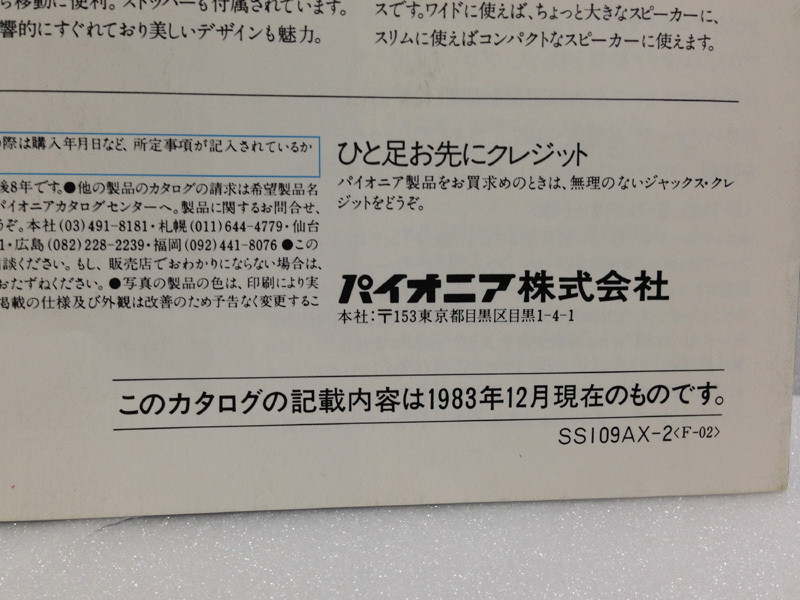 移動に便利。ストッパーも付属されています。
響的にすぐれており美しいデザインも魅力。
スです。ワイドに使えば、ちょっと大きなスピーカーに、
スリムに使えばコンパクトなスピーカーに使えます。
際は購入年月日など、所定事項が記入されているか
後8年です。●他の製品のカタログの請求は希望製品名
パイオニアカタログセンターへ。製品に関するお問合せ、
うぞ。本社(03)491-8181・札幌(011)644-4779・仙台
1・広島(082)228-2239・福岡(092)441-8076 ●この
談ください。もし、販売店でおわかりにならない場合は、
おたずねください。●写真の製品の色は、印刷により実
掲載の仕様及び外観は改善のため予告なく変更するこ
ひと足お先にクレジット
パイオニア製品をお買求めのときは、無理のないジャックス・クレ
ジットをどうぞ。
パイオニア株式会社
本社:〒153東京都目黒区目黒1-4-1
このカタログの記載内容は1983年12月現在のものです。
SS109AX-2<F-02>